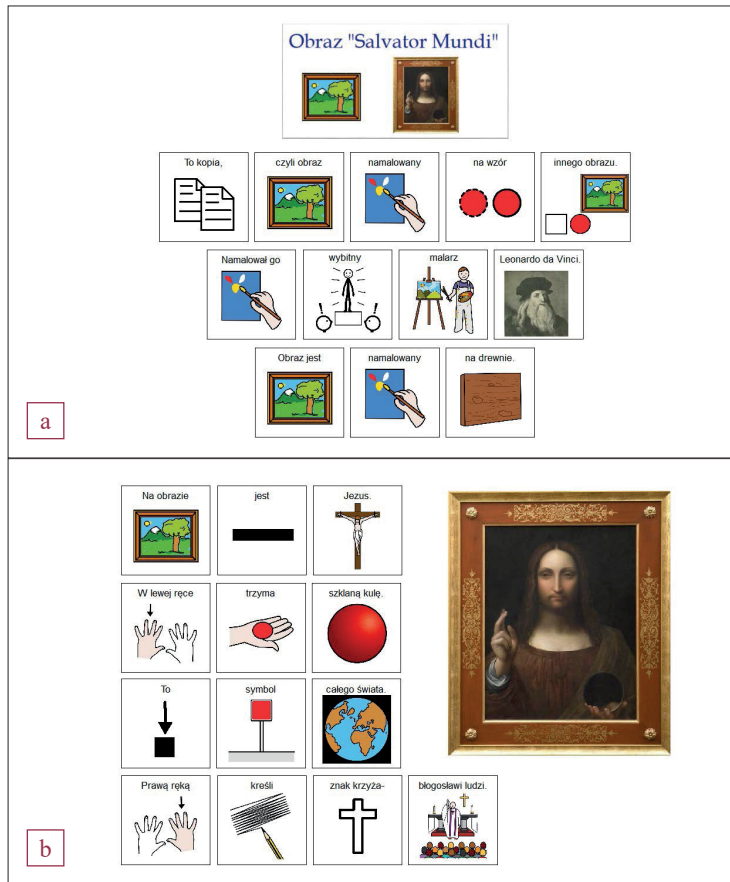 Obraz "Salvator Mundi"
To kopia, czyli obraz namalowany na wzór innego obrazu.
Namalował go wybitny malarz Leonardo da Vinci.
Obraz jest namalowany na drewnie.
a
Na obrazie jest Jezus.
W lewej ręce trzyma szklaną kulę.
To symbol całego świata.
Prawą ręką kreśli znak krzyża- błogosławi ludzi.
b